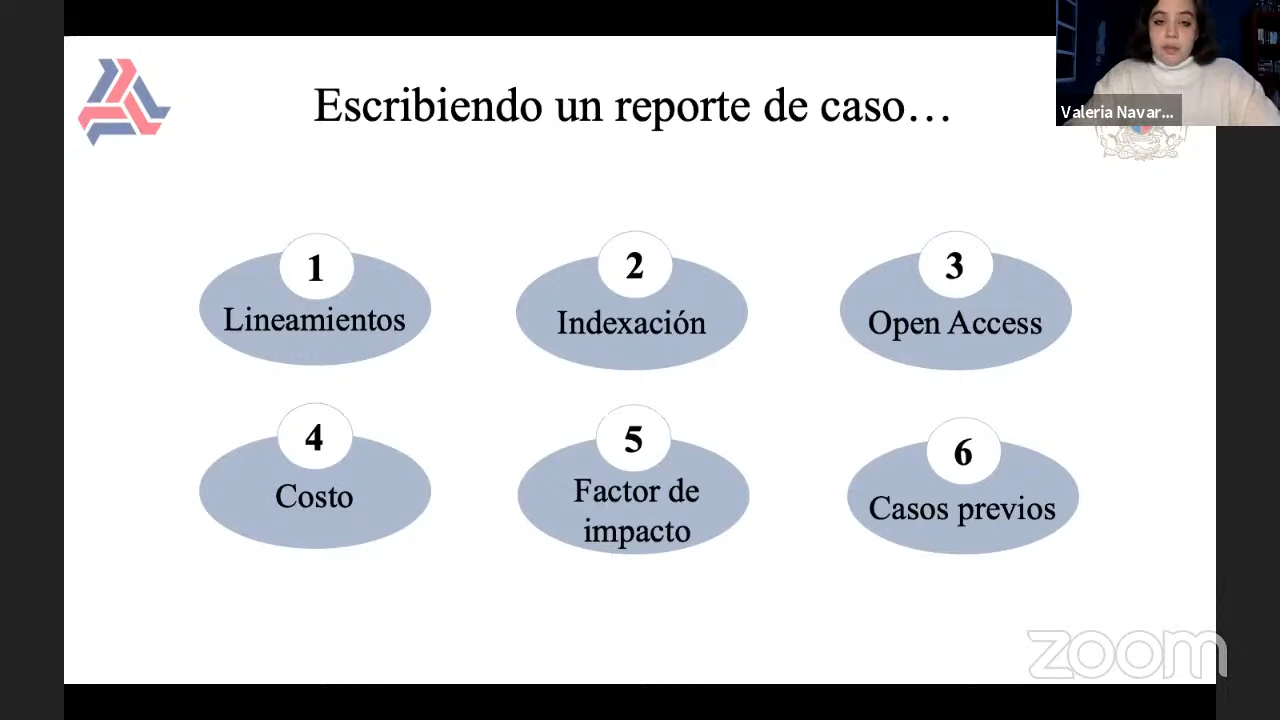 Escribiendo un reporte de caso…
Valeria Navar...
1
Lineamientos
2
Indexación
3
Open Access
4
Costo
5
Factor de
impacto
6
Casos previos
zoom